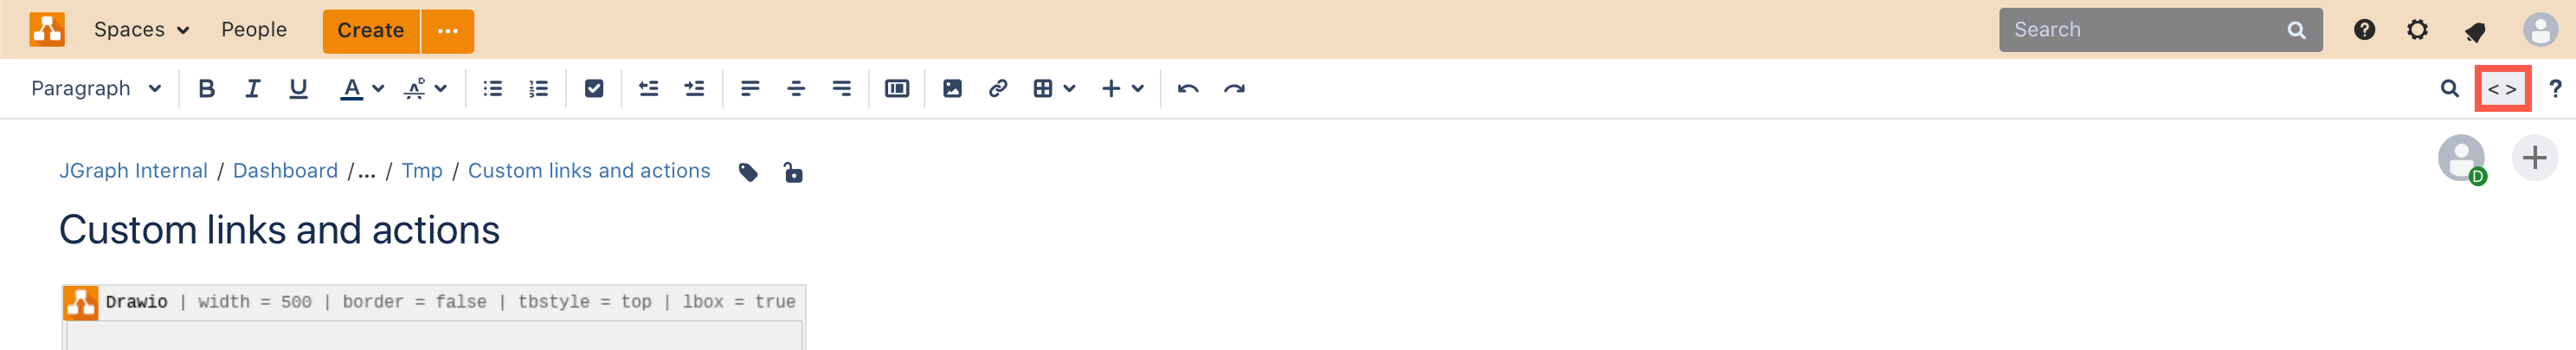 Spaces People Create ... Search ?
Paragraph B I U A < > ?
JGraph Internal / Dashboard /... / Tmp / Custom links and actions
D
Custom links and actions
Drawio | width = 500 | border = false | tbstyle = top | lbox = true